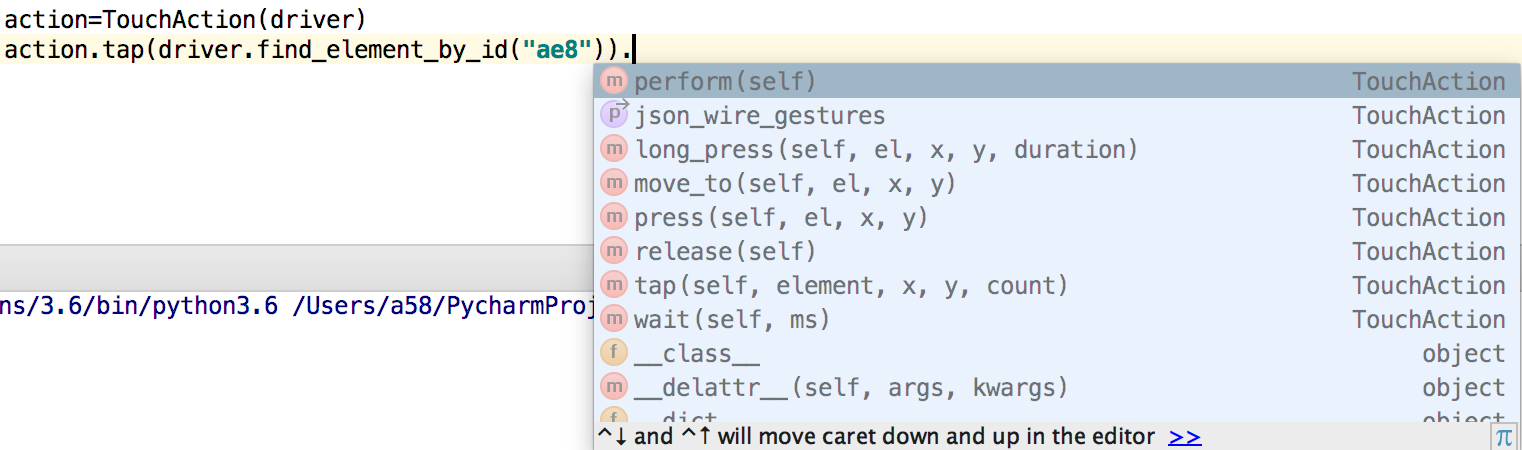 action=TouchAction(driver)
action.tap(driver.find_element_by_id("ae8")).
m perform(self) TouchAction
p json_wire_gestures TouchAction
m long_press(self, el, x, y, duration) TouchAction
m move_to(self, el, x, y) TouchAction
m press(self, el, x, y) TouchAction
m release(self) TouchAction
m tap(self, element, x, y, count) TouchAction
m wait(self, ms) TouchAction
f __class__ object
m __delattr__(self, args, kwargs) object
f __dict__ object
^↓ and ^↑ will move caret down and up in the editor >> π
ns/3.6/bin/python3.6 /Users/a58/PycharmProj